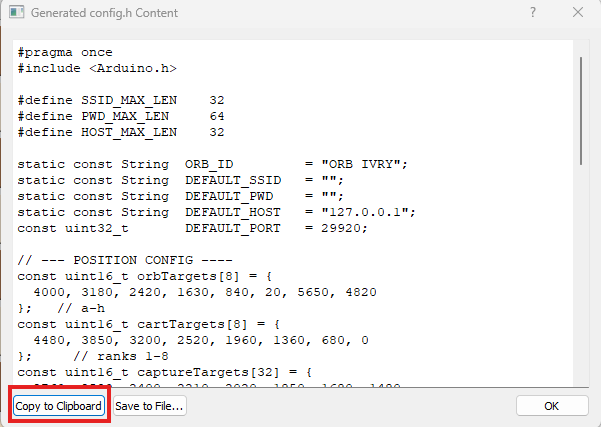 Generated config.h Content
#pragma once
#include <Arduino.h>
#define SSID_MAX_LEN    32
#define PWD_MAX_LEN     64
#define HOST_MAX_LEN    32
static const String  ORB_ID         = "ORB IVRY";
static const String  DEFAULT_SSID   = "";
static const String  DEFAULT_PWD    = "";
static const String  DEFAULT_HOST   = "127.0.0.1";
const uint32_t       DEFAULT_PORT = 29920;
// --- POSITION CONFIG ----
const uint16_t orbTargets[8] = {
  4000, 3180, 2420, 1630, 840, 20, 5650, 4820
};   // a-h
const uint16_t cartTargets[8] = {
  4480, 3850, 3200, 2520, 1960, 1360, 680, 0
};     // ranks 1-8
const uint16_t captureTargets[32] = {
Copy to Clipboard
Save to File...
OK